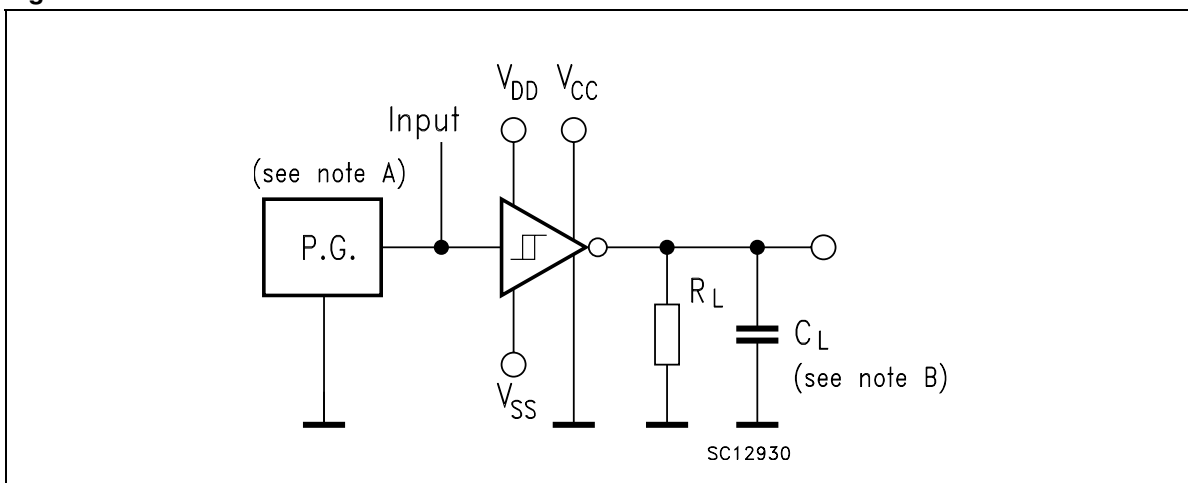 V_DD V_CC
Input
(see note A)
P.G.
R_L
C_L
(see note B)
V_SS
SC12930